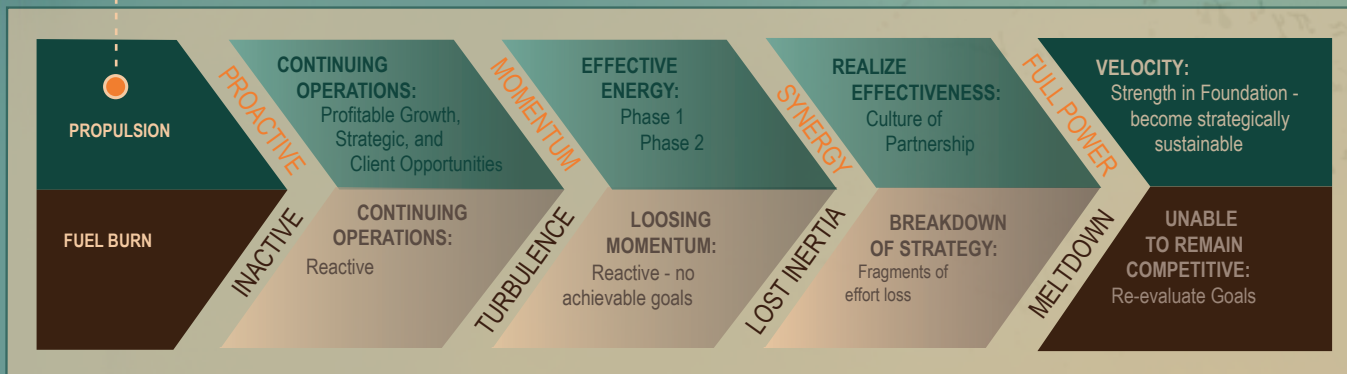 PROPULSION
PROACTIVE
CONTINUING
OPERATIONS:
Profitable Growth,
Strategic, and
Client Opportunities
MOMENTUM
EFFECTIVE
ENERGY:
Phase 1
Phase 2
SYNERGY
REALIZE
EFFECTIVENESS:
Culture of
Partnership
FULL POWER
VELOCITY:
Strength in Foundation -
become strategically
sustainable
FUEL BURN
INACTIVE
CONTINUING
OPERATIONS:
Reactive
TURBULENCE
LOOSING
MOMENTUM:
Reactive - no
achievable goals
LOST INERTIA
BREAKDOWN
OF STRATEGY:
Fragments of
effort loss
MELTDOWN
UNABLE
TO REMAIN
COMPETITIVE:
Re-evaluate Goals